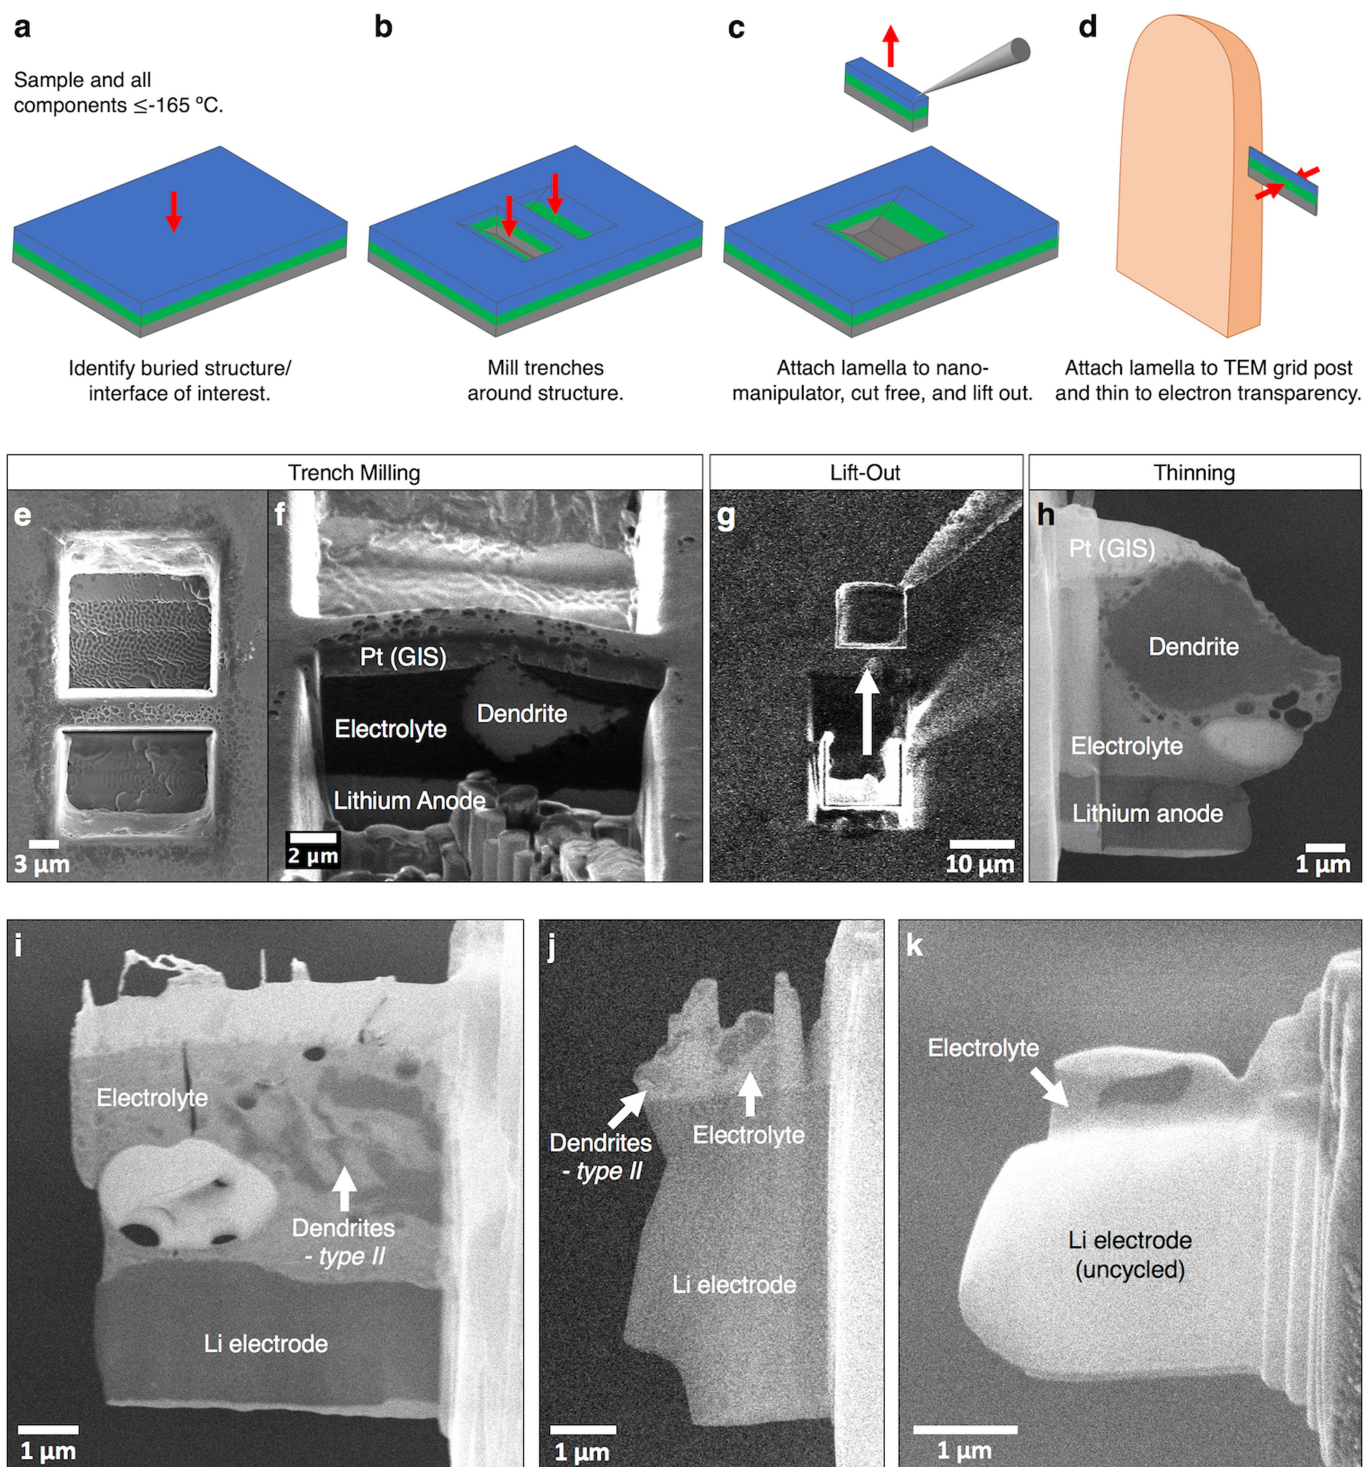 a
Sample and all
components ≤-165 ºC.
Identify buried structure/
interface of interest.
b
Mill trenches
around structure.
c
Attach lamella to nano-
manipulator, cut free, and lift out.
d
Attach lamella to TEM grid post
and thin to electron transparency.
Trench Milling
Lift-Out
Thinning
e
3 µm
f
Pt (GIS)
Electrolyte
Dendrite
Lithium Anode
2 µm
g
10 µm
h
Pt (GIS)
Dendrite
Electrolyte
Lithium anode
1 µm
i
Electrolyte
Dendrites
- type II
Li electrode
1 µm
j
Dendrites
- type II
Electrolyte
Li electrode
1 µm
k
Electrolyte
Li electrode
(uncycled)
1 µm